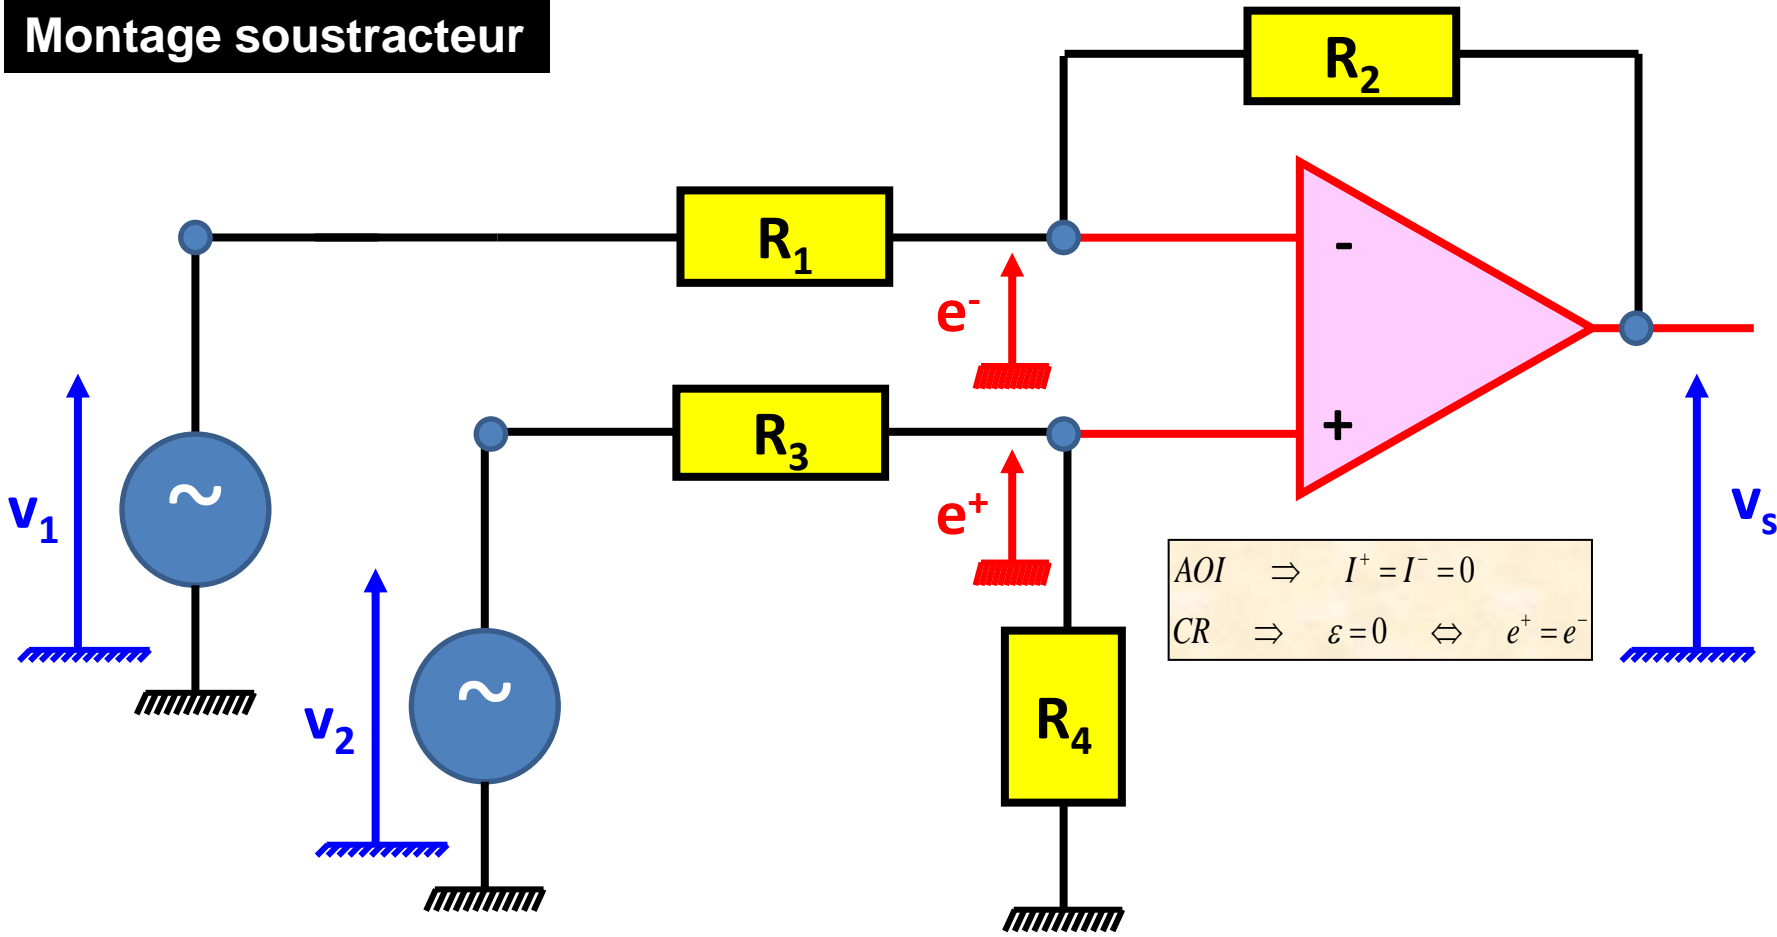 Montage soustracteur
R₂
R₁
-
e⁻
R₃
+
e⁺
v₁
~
vₛ
AOI ⇒ I⁺ = I⁻ = 0
CR ⇒ ε = 0 ⇔ e⁺ = e⁻
v₂
~
R₄